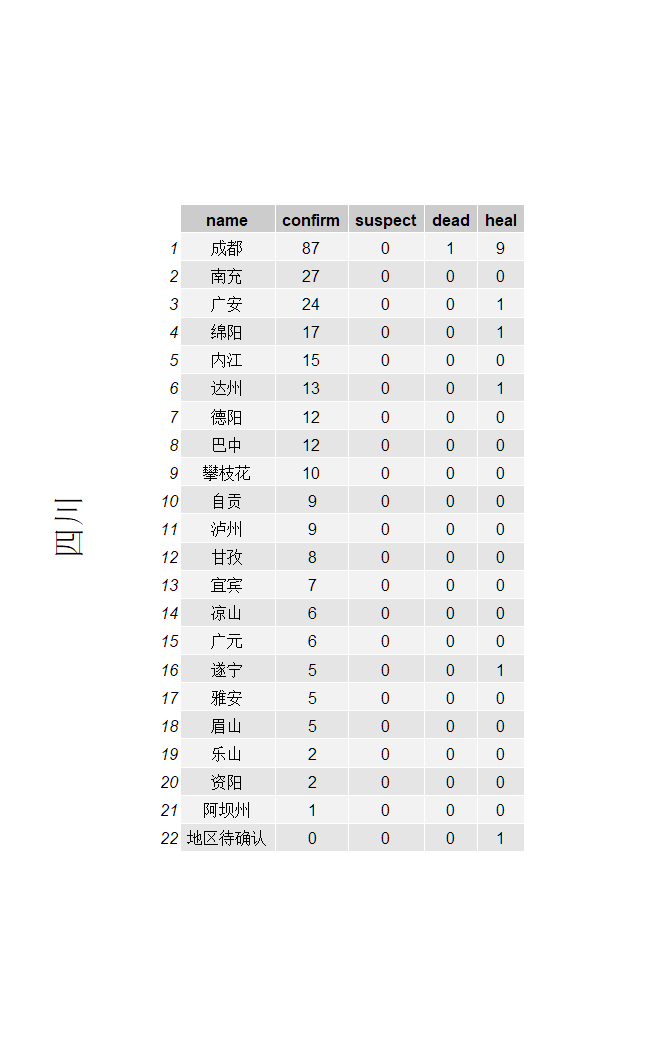 四川
name confirm suspect dead heal
1 成都 87 0 1 9
2 南充 27 0 0 0
3 广安 24 0 0 1
4 绵阳 17 0 0 1
5 内江 15 0 0 0
6 达州 13 0 0 1
7 德阳 12 0 0 0
8 巴中 12 0 0 0
9 攀枝花 10 0 0 0
10 自贡 9 0 0 0
11 泸州 9 0 0 0
12 甘孜 8 0 0 0
13 宜宾 7 0 0 0
14 凉山 6 0 0 0
15 广元 6 0 0 0
16 遂宁 5 0 0 1
17 雅安 5 0 0 0
18 眉山 5 0 0 0
19 乐山 2 0 0 0
20 资阳 2 0 0 0
21 阿坝州 1 0 0 0
22 地区待确认 0 0 0 1